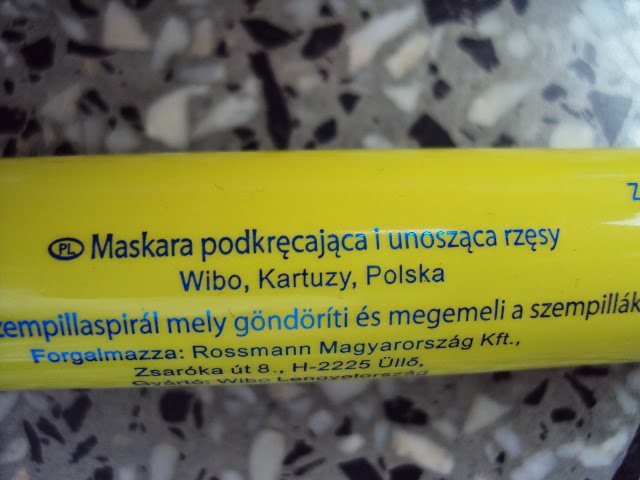 Z
PL Maskara podkręcająca i unosząca rzęsy
Wibo, Kartuzy, Polska
zempillaspirál mely göndöríti és megemeli a szempillák
Forgalmazza: Rossmann Magyarország Kft.,
Zsaróka út 8., H-2225 Üllő,
Gyártó: Wibo Lengyelország